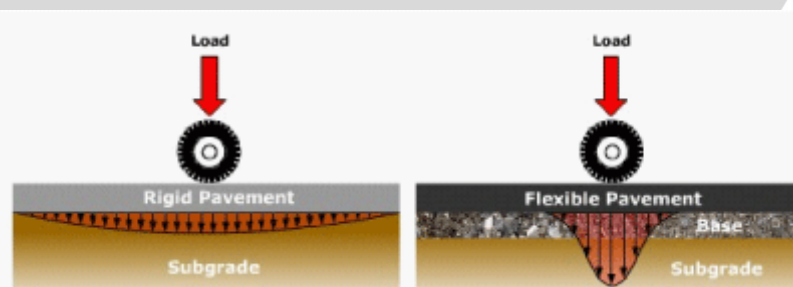 Load
Load
Rigid Pavement
Flexible Pavement
Base
Subgrade
Subgrade